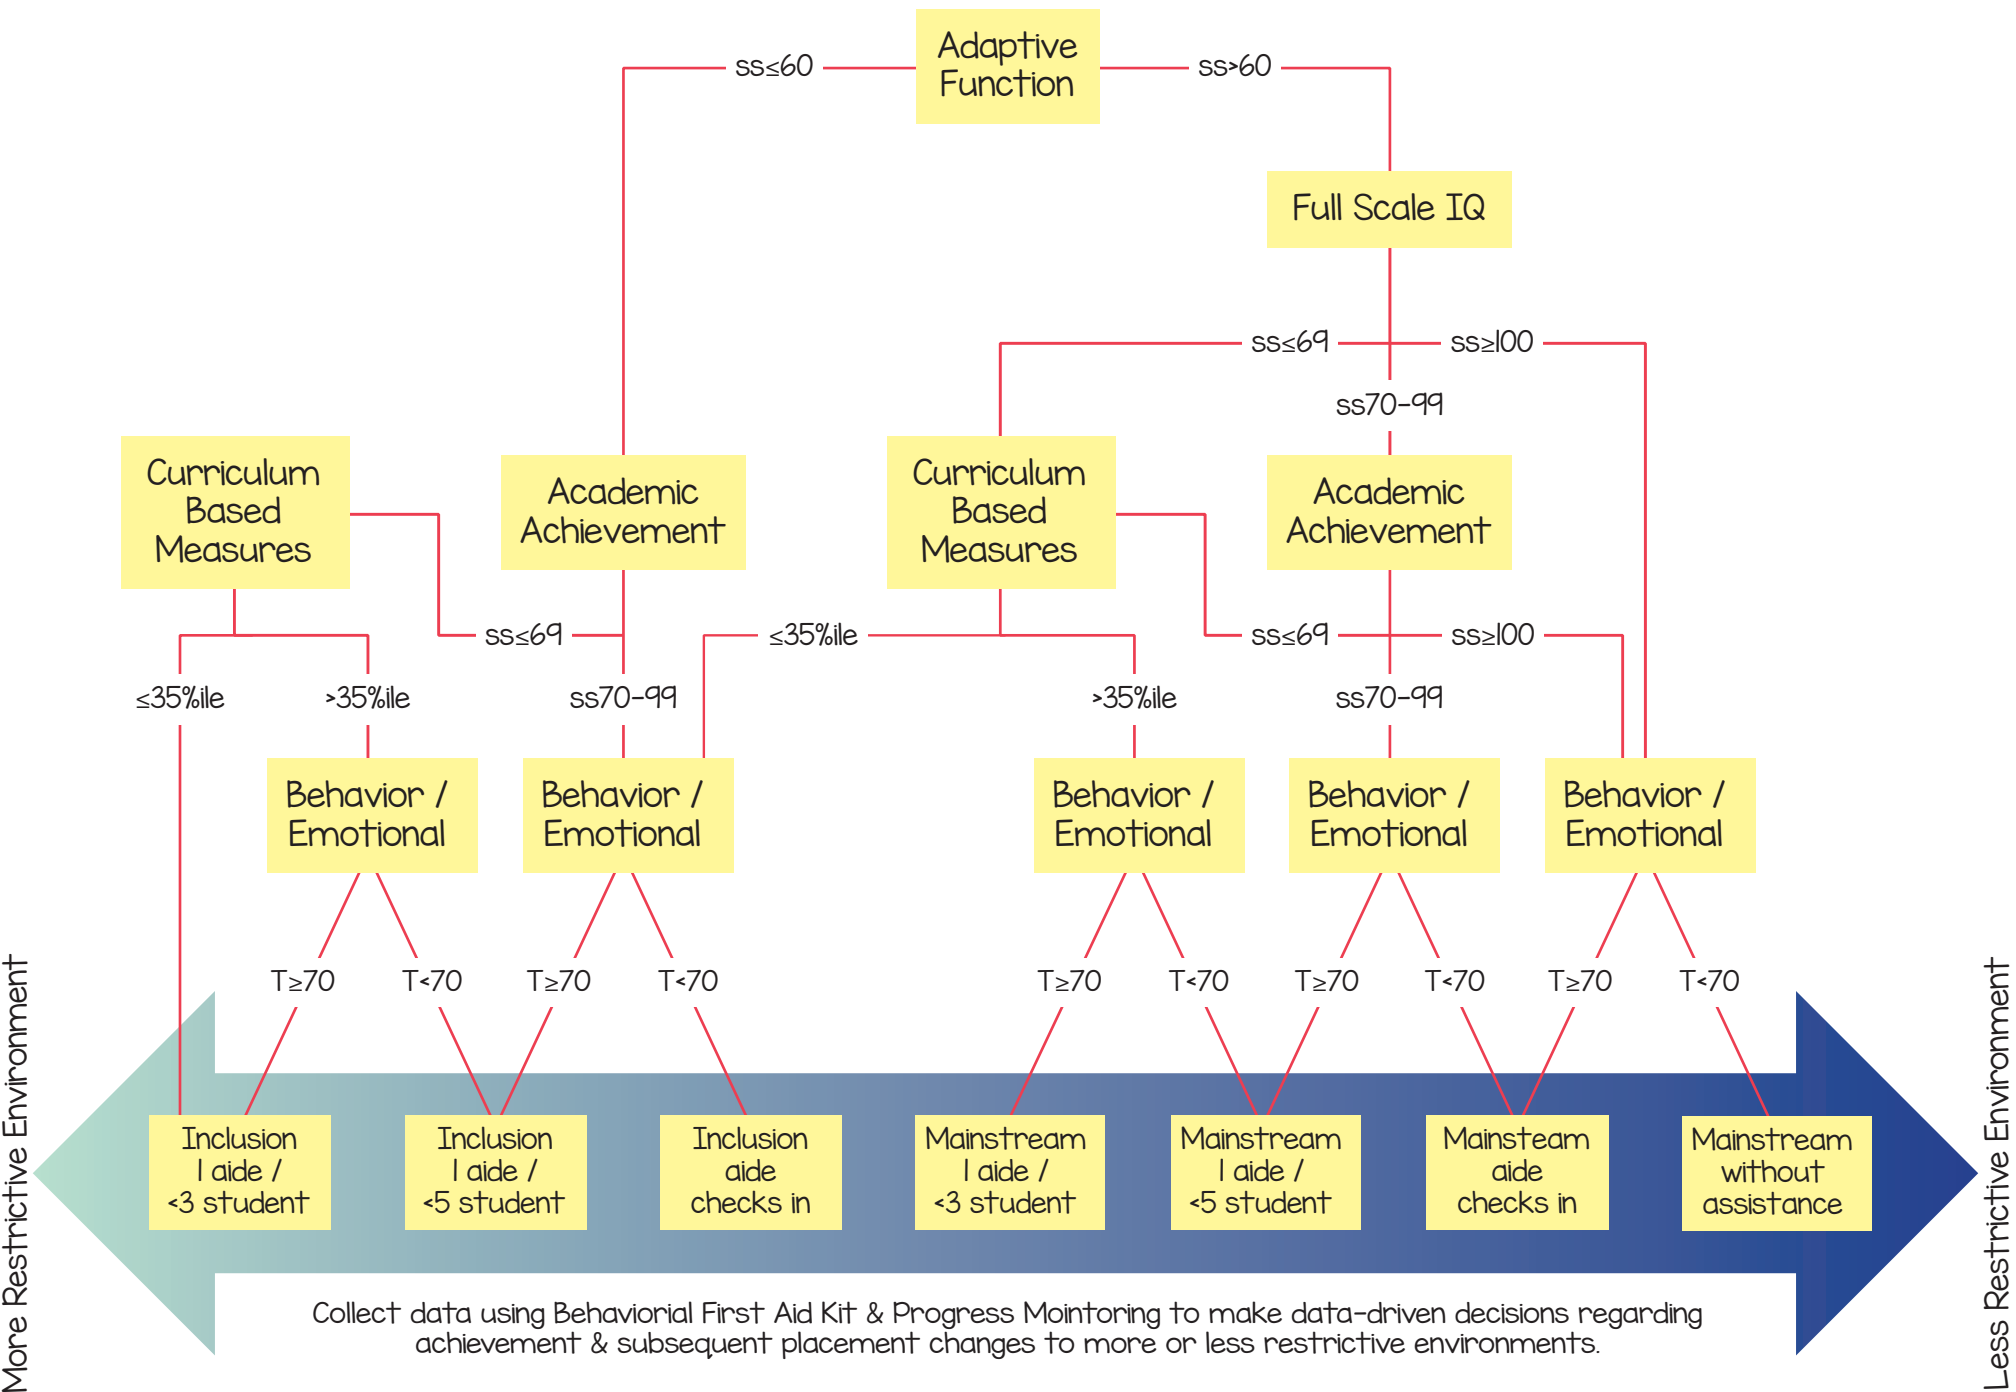 Adaptive
Function
ss≤60
ss>60
Full Scale IQ
ss≤69
ss≥100
ss70-99
Curriculum
Based
Measures
Academic
Achievement
Curriculum
Based
Measures
Academic
Achievement
ss≤69
≤35%ile
ss≤69
ss≥100
≤35%ile
>35%ile
ss70-99
>35%ile
ss70-99
Behavior /
Emotional
Behavior /
Emotional
Behavior /
Emotional
Behavior /
Emotional
Behavior /
Emotional
T≥70
T<70
T≥70
T<70
T≥70
T<70
T≥70
T<70
T≥70
T<70
Inclusion
1 aide /
<3 student
Inclusion
1 aide /
<5 student
Inclusion
aide
checks in
Mainstream
1 aide /
<3 student
Mainstream
1 aide /
<5 student
Mainsteam
aide
checks in
Mainstream
without
assistance
More Restrictive Environment
Less Restrictive Environment
Collect data using Behaviorial First Aid Kit & Progress Mointoring to make data-driven decisions regarding
achievement & subsequent placement changes to more or less restrictive environments.